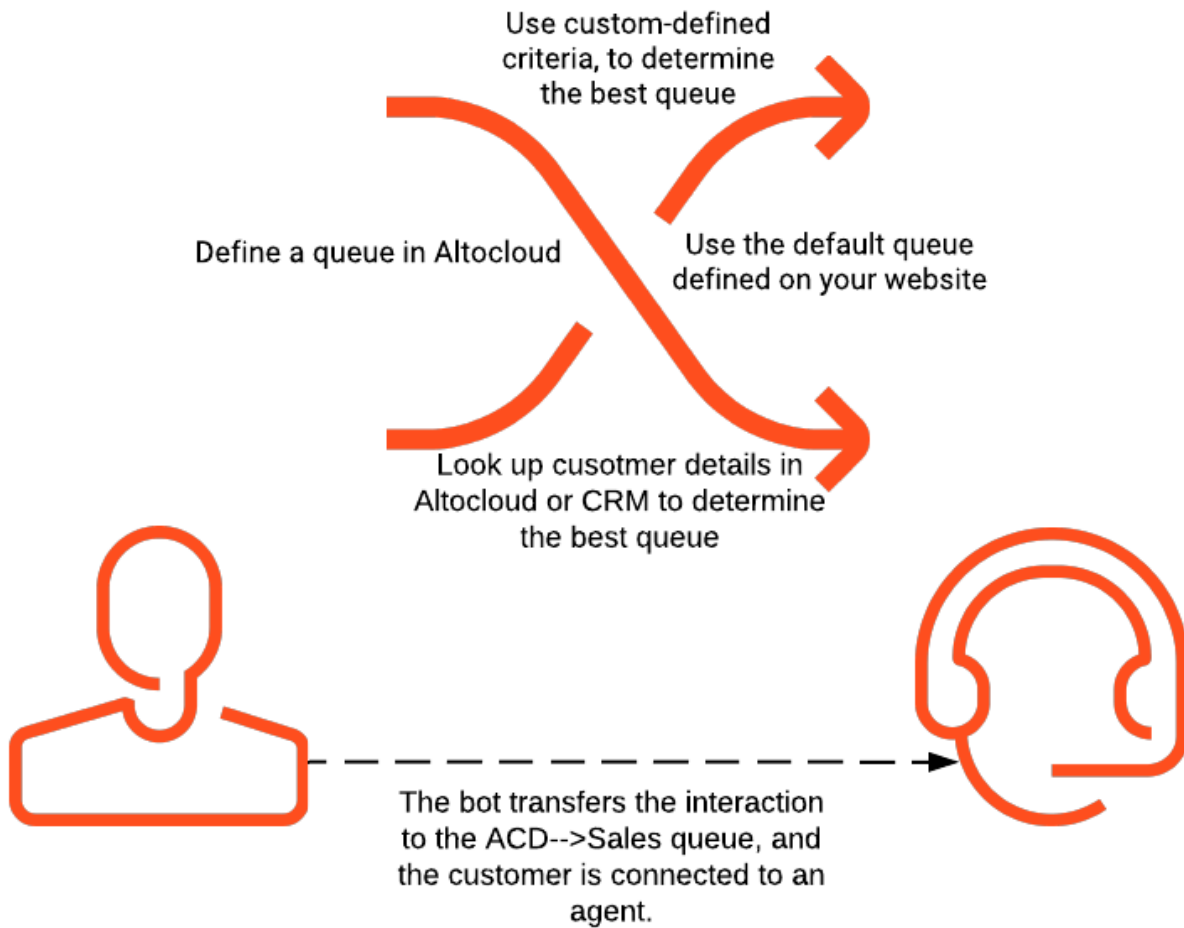 Use custom-defined
criteria, to determine
the best queue
Define a queue in Altocloud
Use the default queue
defined on your website
Look up cusotmer details in
Altocloud or CRM to determine
the best queue
The bot transfers the interaction
to the ACD-->Sales queue, and
the customer is connected to an
agent.